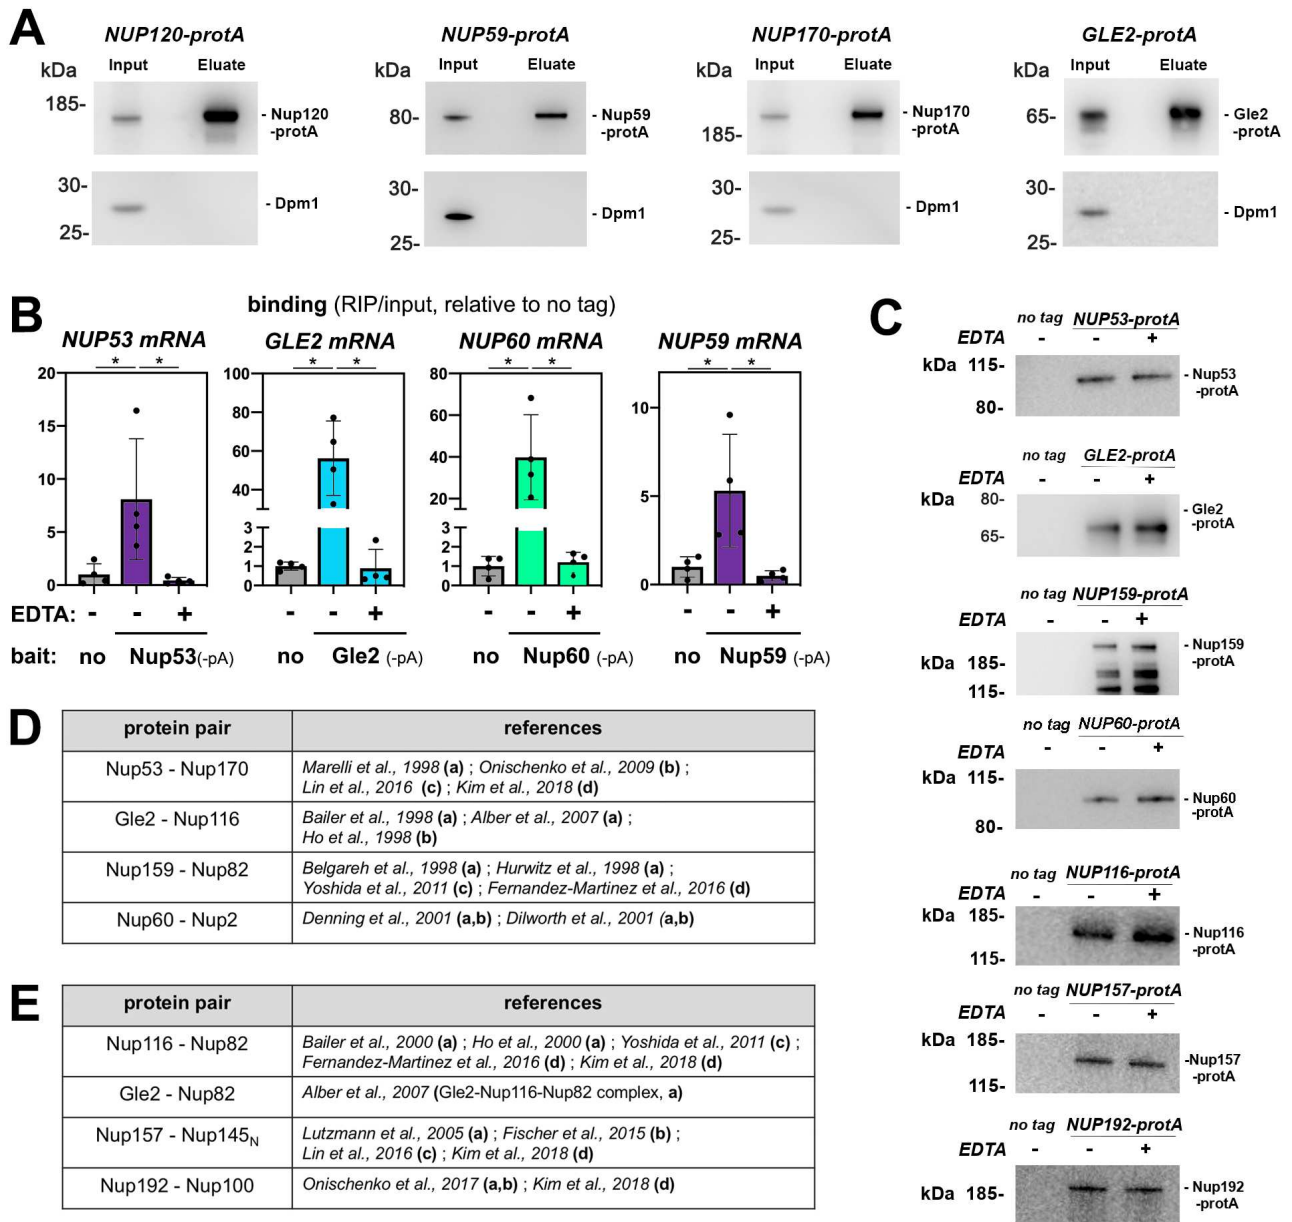 A
NUP120-protA
kDa
Input
Eluate
185-
- Nup120
-protA
30-
25-
- Dpm1
NUP59-protA
kDa
Input
Eluate
80-
- Nup59
-protA
30-
25-
- Dpm1
NUP170-protA
kDa
Input
Eluate
185-
- Nup170
-protA
30-
25-
- Dpm1
GLE2-protA
kDa
Input
Eluate
65-
- Gle2
-protA
30-
25-
- Dpm1
B
binding (RIP/input, relative to no tag)
NUP53 mRNA
* *
20
15
10
5
0
GLE2 mRNA
* *
100
80
60
40
3
2
1
0
NUP60 mRNA
* *
80
60
40
20
3
2
1
0
NUP59 mRNA
* *
10
5
0
EDTA: - - + - - + - - + - - +
bait: no Nup53(-pA) no Gle2 (-pA) no Nup60 (-pA) no Nup59 (-pA)
C
no tag NUP53-protA
EDTA - - +
kDa 115-
80-
- Nup53
-protA
no tag GLE2-protA
EDTA - - +
kDa 80-
65-
- Gle2
-protA
no tag NUP159-protA
EDTA - - +
kDa 185-
115-
- Nup159
-protA
no tag NUP60-protA
EDTA - - +
kDa 115-
80-
- Nup60
-protA
no tag NUP116-protA
EDTA - - +
kDa 185-
115-
- Nup116
-protA
no tag NUP157-protA
EDTA - - +
kDa 185-
115-
-Nup157
-protA
no tag NUP192-protA
EDTA - - +
kDa 185-
- Nup192
-protA
D
protein pair references
Nup53 - Nup170
Marelli et al., 1998 (a) ; Onischenko et al., 2009 (b) ;
Lin et al., 2016 (c) ; Kim et al., 2018 (d)
Gle2 - Nup116
Bailer et al., 1998 (a) ; Alber et al., 2007 (a) ;
Ho et al., 1998 (b)
Nup159 - Nup82
Belgareh et al., 1998 (a) ; Hurwitz et al., 1998 (a) ;
Yoshida et al., 2011 (c) ; Fernandez-Martinez et al., 2016 (d)
Nup60 - Nup2
Denning et al., 2001 (a,b) ; Dilworth et al., 2001 (a,b)
E
protein pair references
Nup116 - Nup82
Bailer et al., 2000 (a) ; Ho et al., 2000 (a) ; Yoshida et al., 2011 (c) ;
Fernandez-Martinez et al., 2016 (d) ; Kim et al., 2018 (d)
Gle2 - Nup82
Alber et al., 2007 (Gle2-Nup116-Nup82 complex, a)
Nup157 - Nup145N
Lutzmann et al., 2005 (a) ; Fischer et al., 2015 (b) ;
Lin et al., 2016 (c) ; Kim et al., 2018 (d)
Nup192 - Nup100
Onischenko et al., 2017 (a,b) ; Kim et al., 2018 (d)